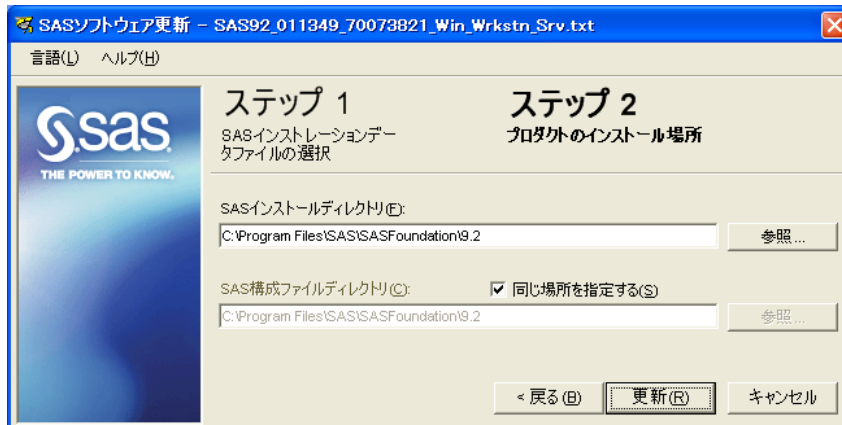 SASソフトウェア更新 - SAS92_011349_70073821_Win_Wrkstn_Srv.txt
言語(L) ヘルプ(H)
Ssas
THE POWER TO KNOW.
ステップ 1
SASインストレーションデー
タファイルの選択
ステップ 2
プロダクトのインストール場所
SASインストールディレクトリ(F):
C:\Program Files\SAS\SASFoundation\9.2
参照...
SAS構成ファイルディレクトリ(C):
同じ場所を指定する(S)
C:\Program Files\SAS\SASFoundation\9.2
参照...
< 戻る(B)
更新(R)
キャンセル